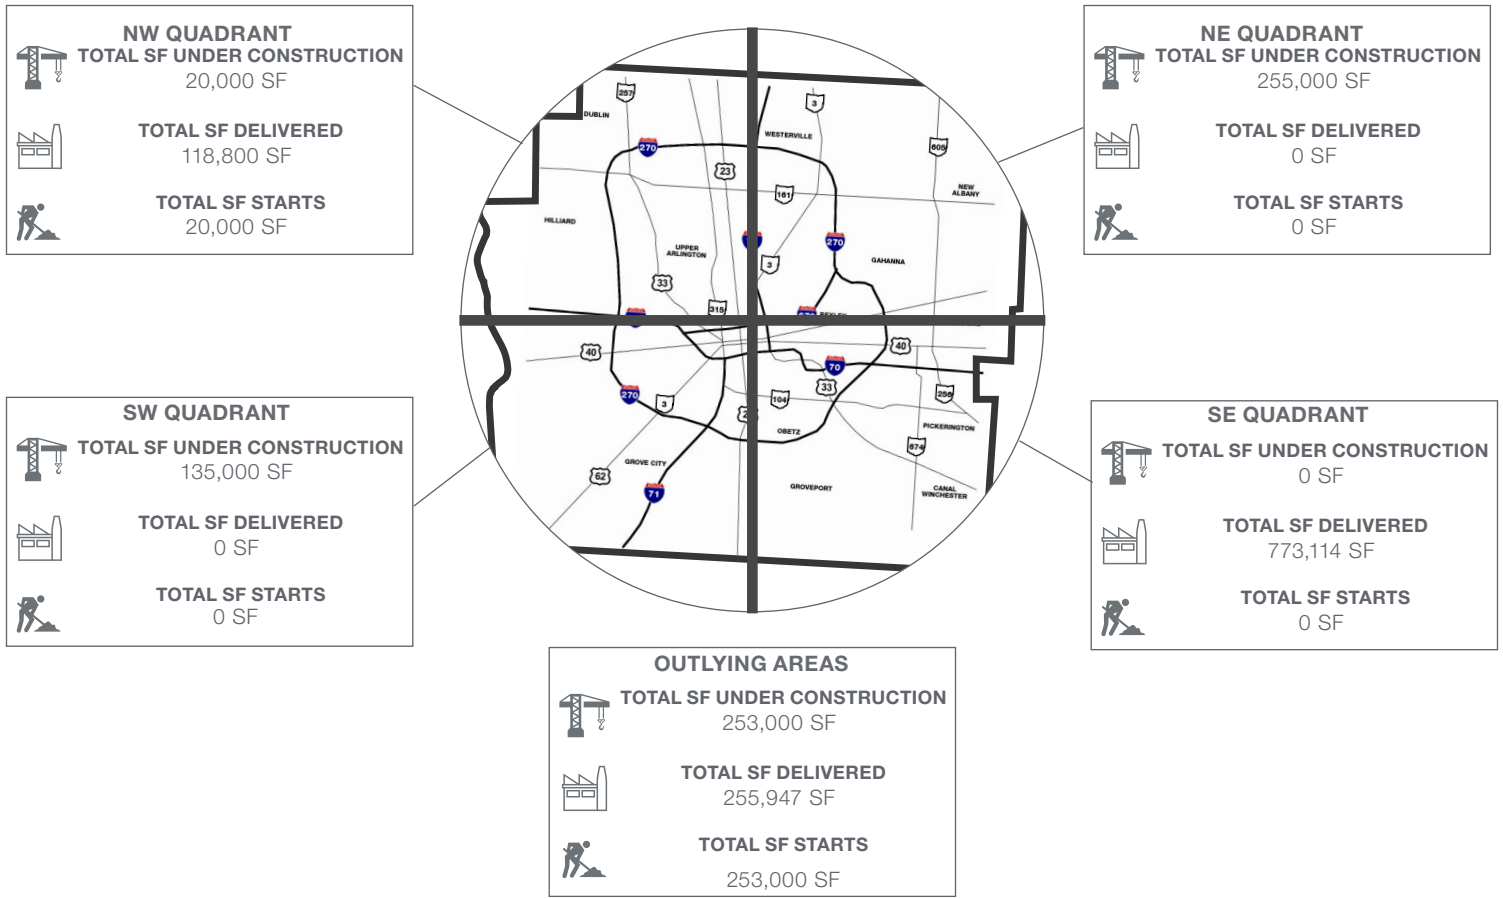 NW QUADRANT
TOTAL SF UNDER CONSTRUCTION
20,000 SF
TOTAL SF DELIVERED
118,800 SF
TOTAL SF STARTS
20,000 SF
NE QUADRANT
TOTAL SF UNDER CONSTRUCTION
255,000 SF
TOTAL SF DELIVERED
0 SF
TOTAL SF STARTS
0 SF
257
DUBLIN
3
WESTERVILLE
270
605
23
161
NEW
ALBANY
HILLIARD
UPPER
ARLINGTON
270
GAHANNA
3
33
315
40
40
70
33
270
3
104
256
OBETZ
PICKERINGTON
674
GROVE CITY
62
71
GROVEPORT
CANAL
WINCHESTER
SW QUADRANT
TOTAL SF UNDER CONSTRUCTION
135,000 SF
TOTAL SF DELIVERED
0 SF
TOTAL SF STARTS
0 SF
SE QUADRANT
TOTAL SF UNDER CONSTRUCTION
0 SF
TOTAL SF DELIVERED
773,114 SF
TOTAL SF STARTS
0 SF
OUTLYING AREAS
TOTAL SF UNDER CONSTRUCTION
253,000 SF
TOTAL SF DELIVERED
255,947 SF
TOTAL SF STARTS
253,000 SF